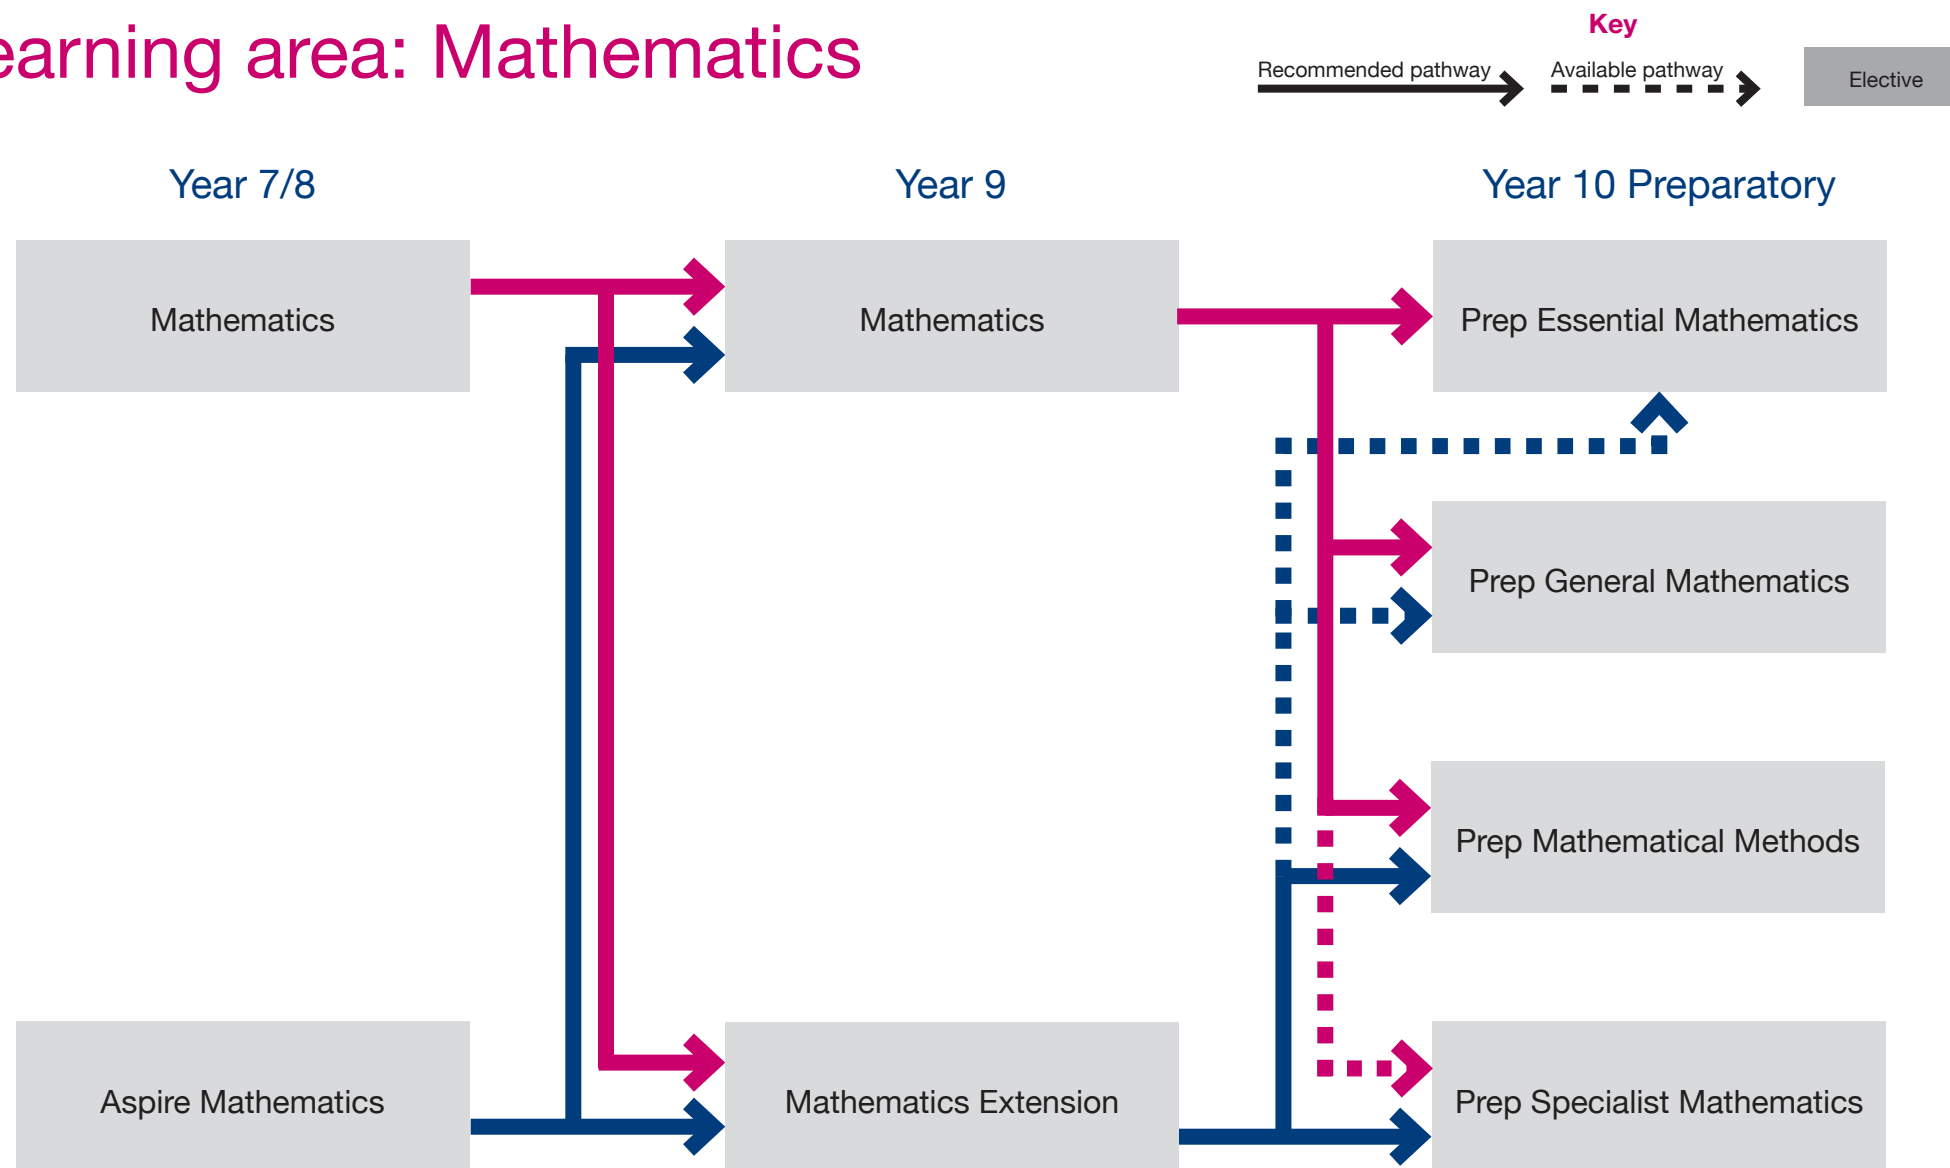 earning area: Mathematics
Key
Recommended pathway
Available pathway
Elective
Year 7/8
Year 9
Year 10 Preparatory
Mathematics
Mathematics
Prep Essential Mathematics
Prep General Mathematics
Prep Mathematical Methods
Aspire Mathematics
Mathematics Extension
Prep Specialist Mathematics